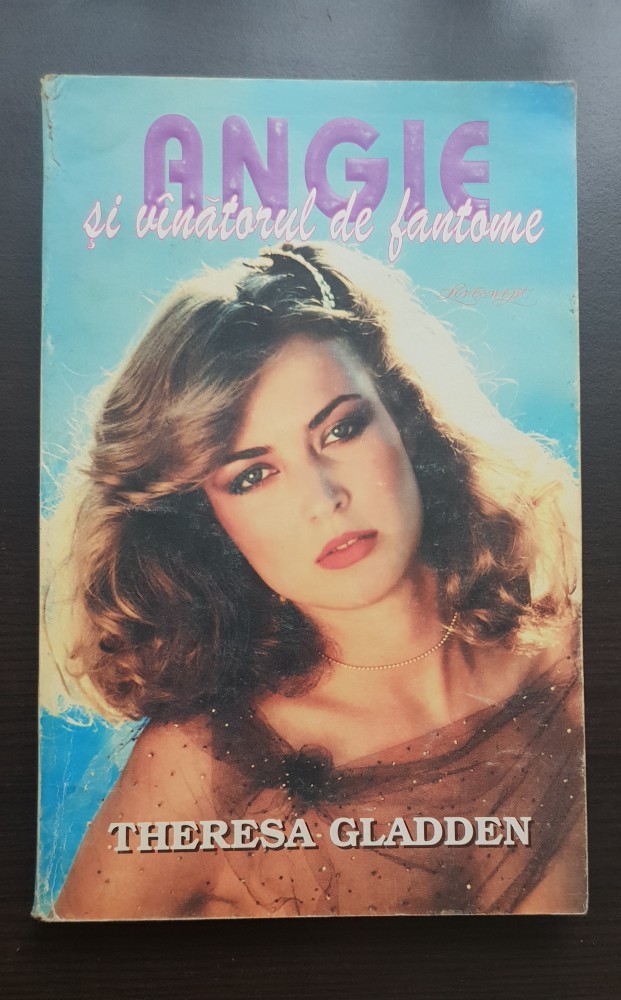 ANGIE
şi vînătorul de fantome
THERESA GLADDEN